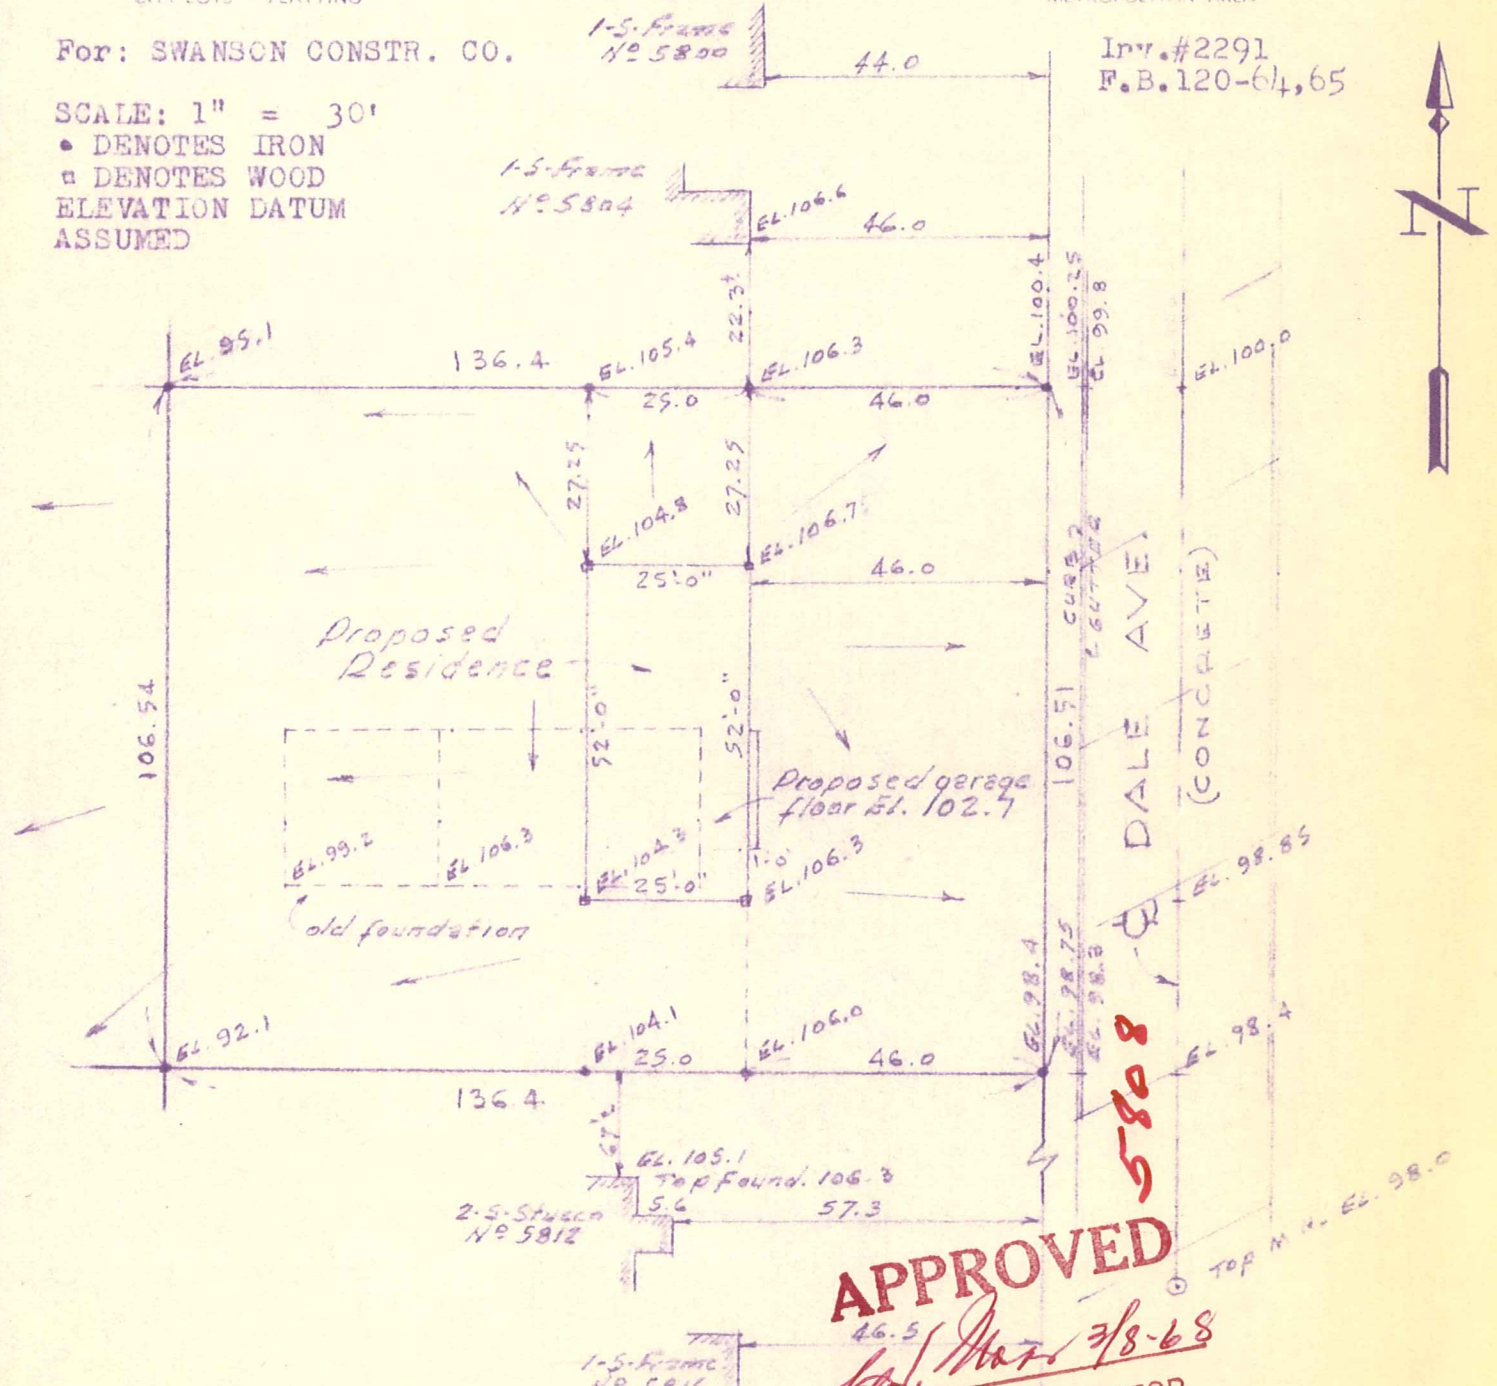 For: SWANSON CONSTR. CO.
SCALE: 1" = 30'
• DENOTES IRON
▫ DENOTES WOOD
ELEVATION DATUM
ASSUMED
1-S-Frame
Nº 5800
44.0
Inv.#2291
F.B.120-64,65
N
1-S-Frame
Nº 5804
EL.106.6
46.0
22.3±
EL.100.4
EL.100.25
EL 99.8
EL.95.1
136.4
EL.105.4
25.0
EL.106.3
46.0
EL.100.0
27.25
27.25
EL.104.8
EL.106.7
25'-0"
46.0
CURB
GUTTER
DALE AVE.
(CONCRETE)
Proposed
Residence
106.54
52'-0"
52'-0"
106.51
Proposed garage
floor El. 102.7
EL.99.2
EL 106.3
EL.104.3
25'-0"
1'-0"
EL.106.3
old foundation
EL.98.85
EL.92.1
EL.104.1
25.0
EL.106.0
46.0
EL.98.4
EL.98.75
EL.98.3
EL.98.4
136.4
5808
EL.105.1
Top Found. 106.3
2-S-Stucco
Nº 5812
5.6
57.3
EL. 98.0
APPROVED
46.5
3/8-68
1-S-Frame